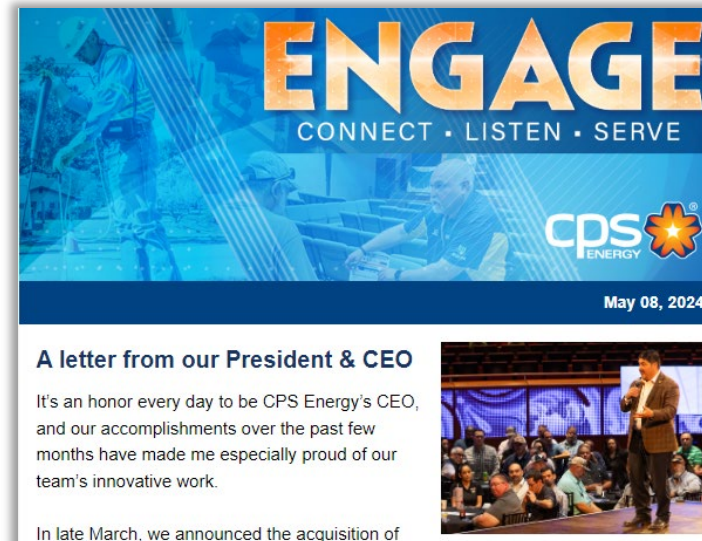 ENGAGE
CONNECT • LISTEN • SERVE
cps®
ENERGY
May 08, 2024
A letter from our President & CEO
It's an honor every day to be CPS Energy's CEO,
and our accomplishments over the past few
months have made me especially proud of our
team's innovative work.
In late March, we announced the acquisition of